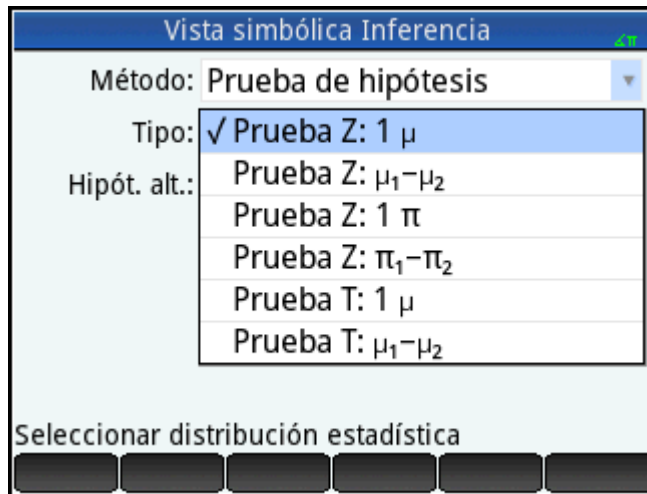 Vista simbólica Inferencia
∡π
Método: Prueba de hipótesis
Tipo: √ Prueba Z: 1 μ
Hipót. alt.: Prueba Z: μ₁−μ₂
Prueba Z: 1 π
Prueba Z: π₁−π₂
Prueba T: 1 μ
Prueba T: μ₁−μ₂
Seleccionar distribución estadística